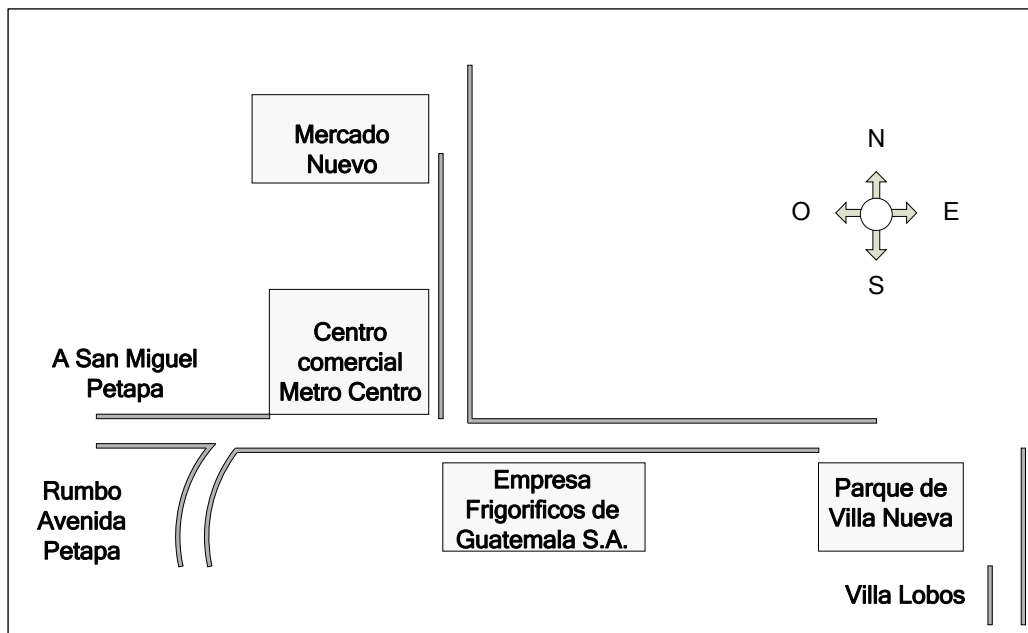 Mercado
Nuevo
N
O
E
S
Centro
comercial
Metro Centro
A San Miguel
Petapa
Rumbo
Avenida
Petapa
Empresa
Frigorificos de
Guatemala S.A.
Parque de
Villa Nueva
Villa Lobos